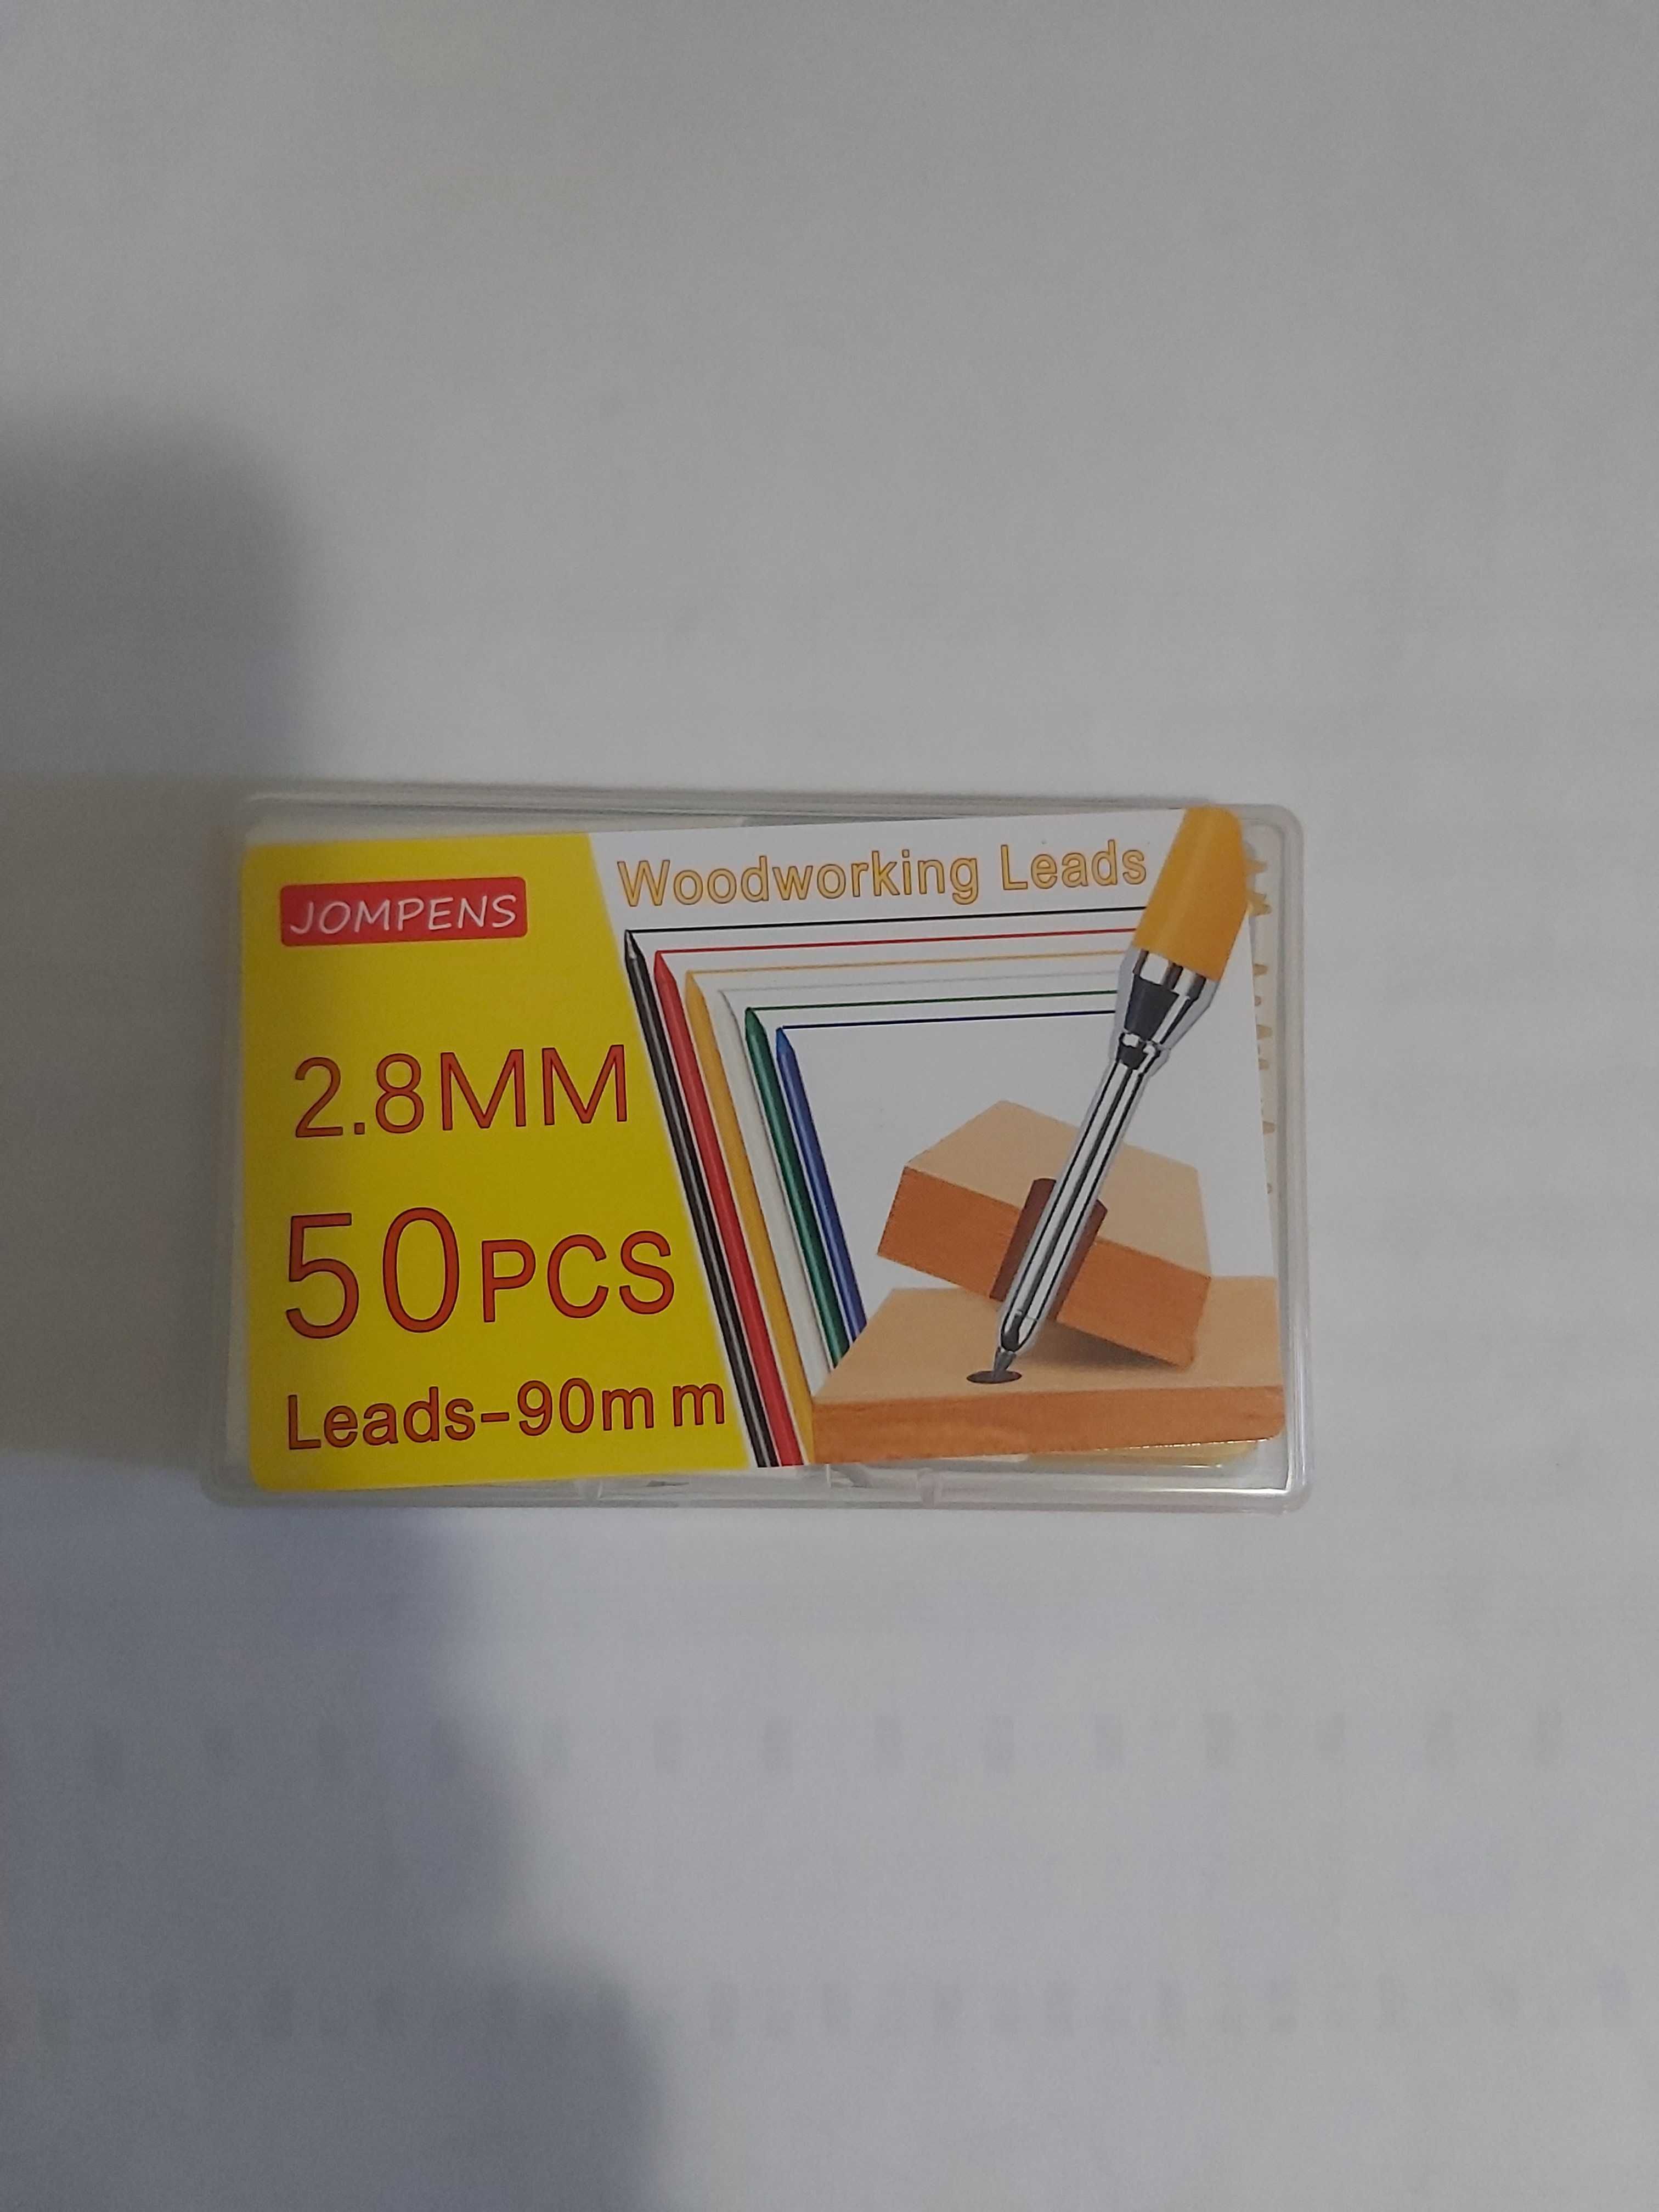 JOMPENS
Woodworking Leads
2.8MM
50PCS
Leads-90mm